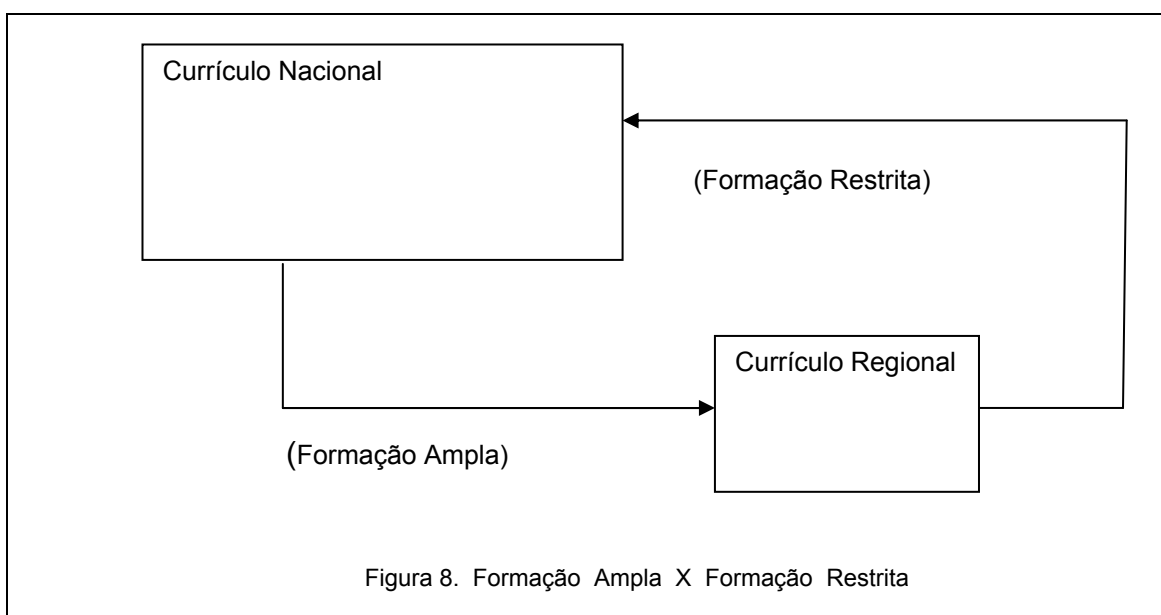 Currículo Nacional
(Formação Restrita)
Currículo Regional
(Formação Ampla)
Figura 8. Formação Ampla X Formação Restrita